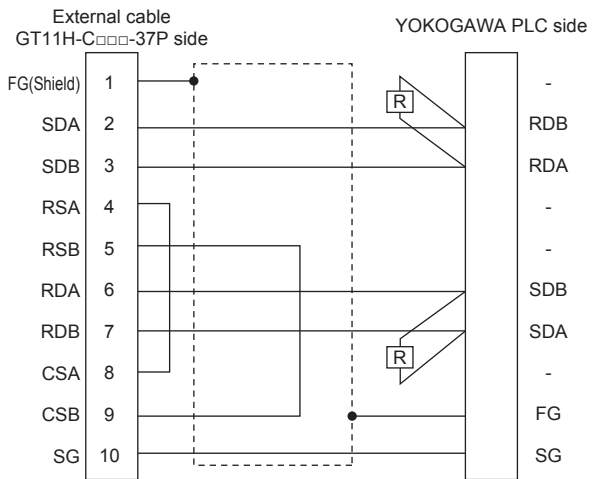 External cable
GT11H-C□□□-37P side
YOKOGAWA PLC side
FG(Shield) 1 -
R
SDA 2 RDB
SDB 3 RDA
RSA 4 -
RSB 5 -
RDA 6 SDB
RDB 7 SDA
R
CSA 8 -
CSB 9 FG
SG 10 SG